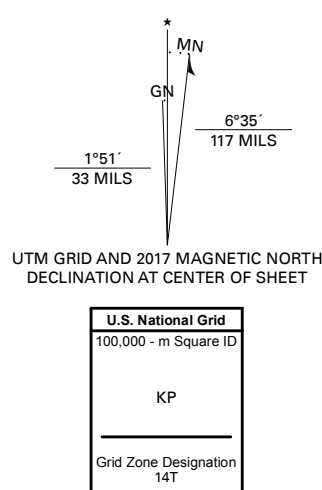 MN
GN
6°35´
117 MILS
1°51´
33 MILS
UTM GRID AND 2017 MAGNETIC NORTH
DECLINATION AT CENTER OF SHEET
U.S. National Grid
100,000 - m Square ID
KP
Grid Zone Designation
14T